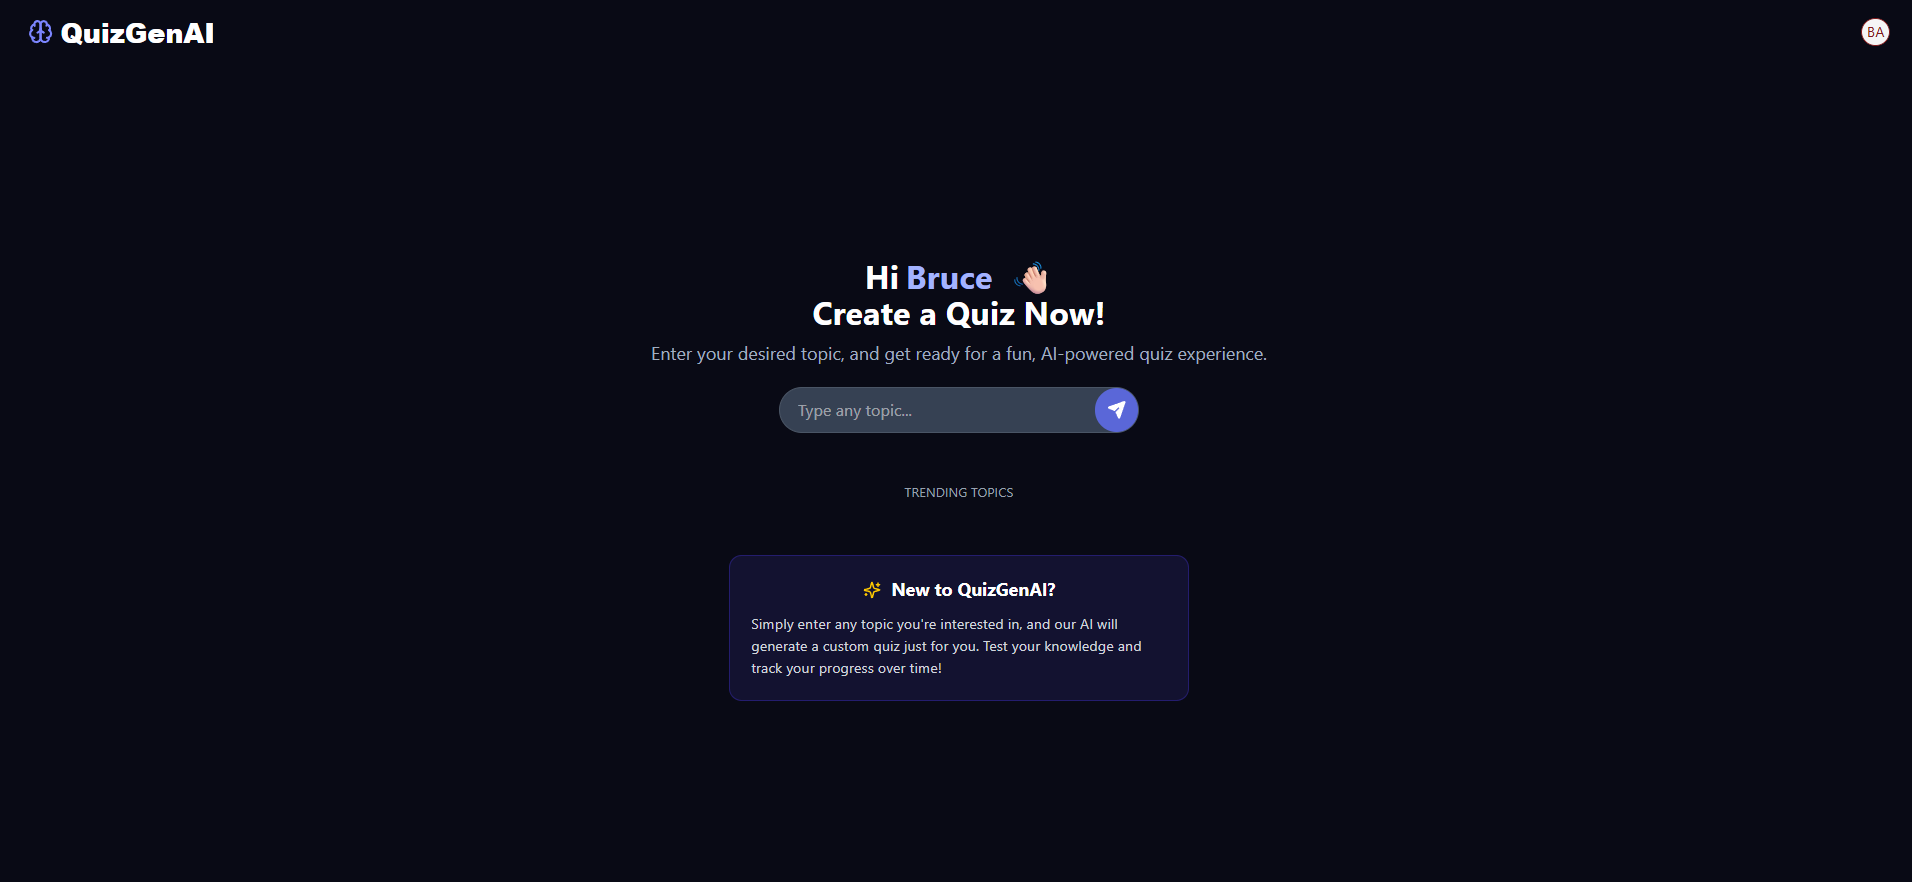 QuizGenAI
BA
Hi Bruce 👋🏻
Create a Quiz Now!
Enter your desired topic, and get ready for a fun, AI-powered quiz experience.
Type any topic...
TRENDING TOPICS
New to QuizGenAI?
Simply enter any topic you're interested in, and our AI will
generate a custom quiz just for you. Test your knowledge and
track your progress over time!